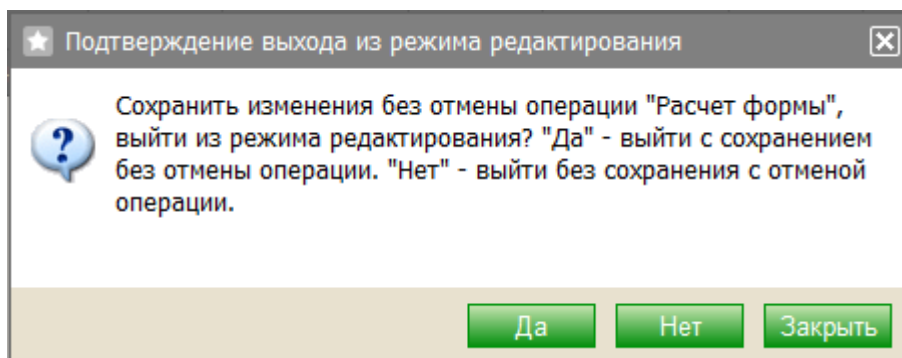 Подтверждение выхода из режима редактирования
Сохранить изменения без отмены операции "Расчет формы",
выйти из режима редактирования? "Да" - выйти с сохранением
без отмены операции. "Нет" - выйти без сохранения с отменой
операции.
Да Нет Закрыть